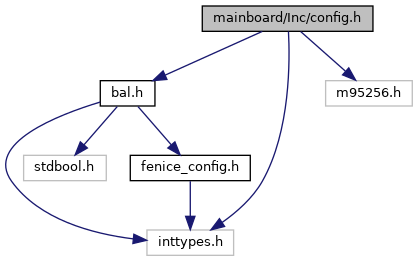 mainboard/Inc/config.h
bal.h
m95256.h
stdbool.h
fenice_config.h
inttypes.h